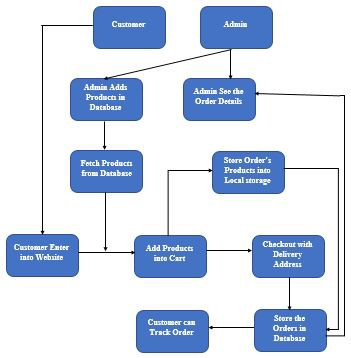 Customer
Admin
Admin Adds
Products in
Database
Admin See the
Order Details
Fetch Products
from Database
Store Order's
Products into
Local storage
Customer Enter
into Website
Add Products
into Cart
Checkout with
Delivery
Address
Customer can
Track Order
Store the
Orders in
Database